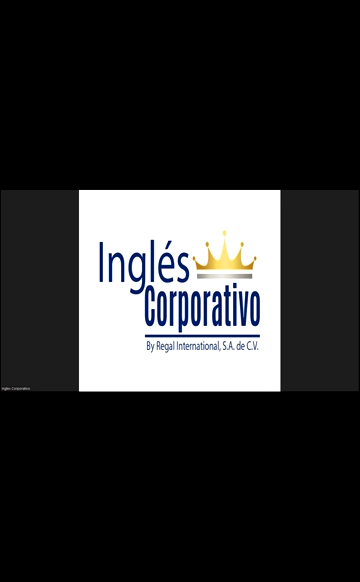 Inglés
Corporativo
By Regal International, S.A. de C.V.
Inglés Corporativo